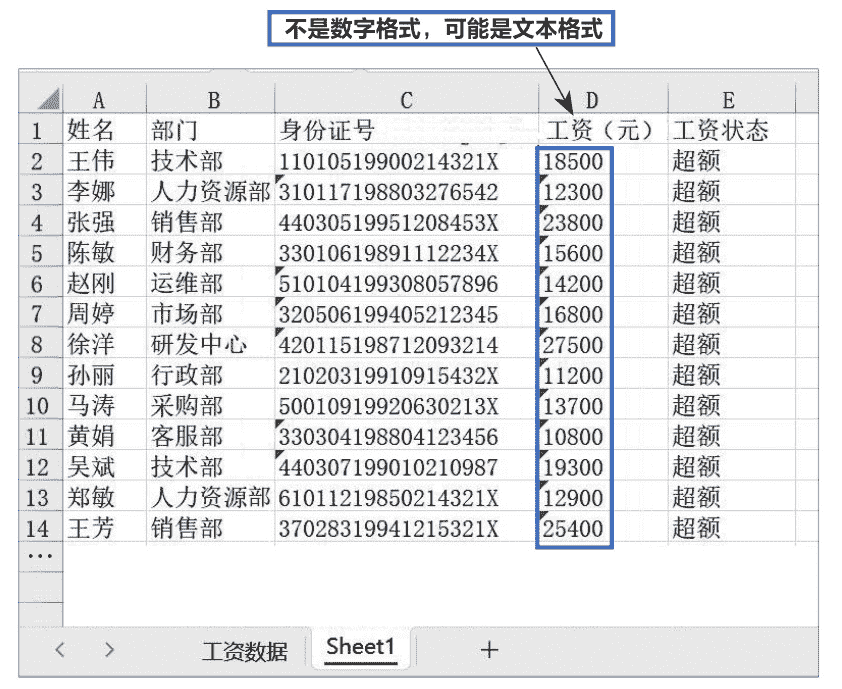 不是数字格式，可能是文本格式
A B C D E
1 姓名 部门 身份证号 工资（元） 工资状态
2 王伟 技术部 11010519900214321X 18500 超额
3 李娜 人力资源部 310117198803276542 12300 超额
4 张强 销售部 44030519951208453X 23800 超额
5 陈敏 财务部 33010619891112234X 15600 超额
6 赵刚 运维部 510104199308057896 14200 超额
7 周婷 市场部 320506199405212345 16800 超额
8 徐洋 研发中心 420115198712093214 27500 超额
9 孙丽 行政部 21020319910915432X 11200 超额
10 马涛 采购部 50010919920630213X 13700 超额
11 黄娟 客服部 330304198804123456 10800 超额
12 吴斌 技术部 440307199010210987 19300 超额
13 郑敏 人力资源部 61011219850214321X 12900 超额
14 王芳 销售部 37028319941215321X 25400 超额
···
工资数据 Sheet1 +